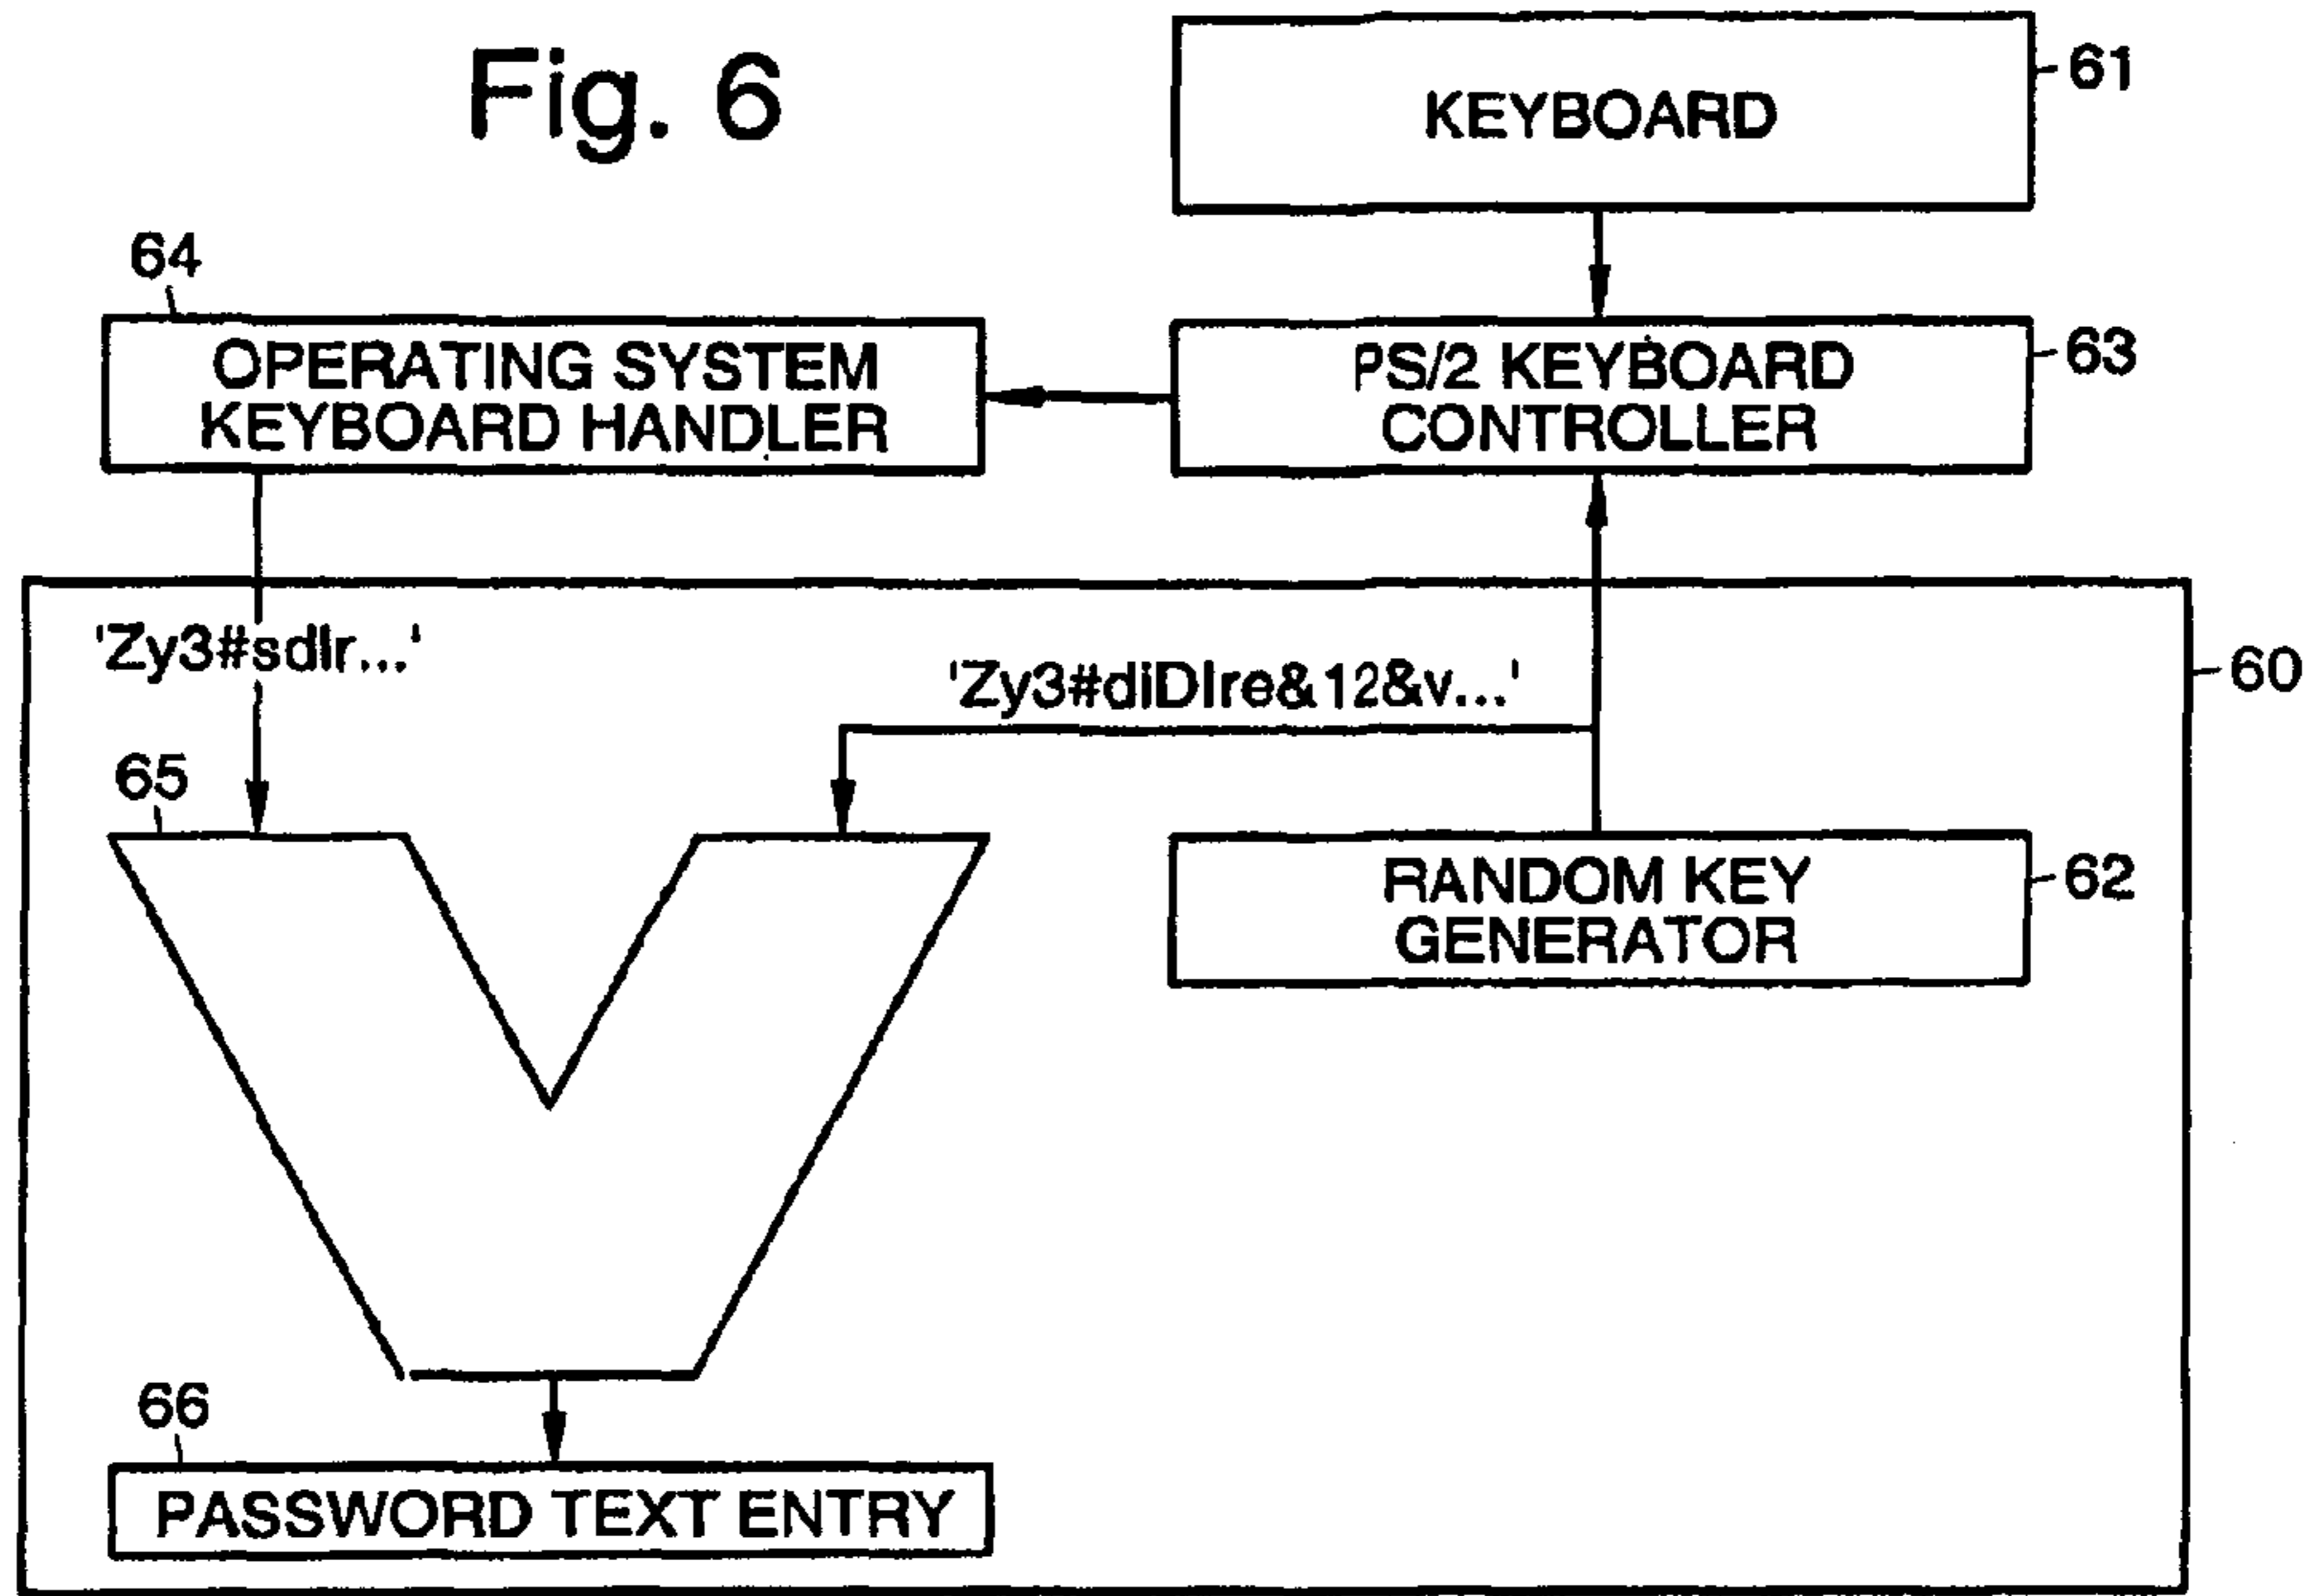 Fig. 6
KEYBOARD
61
64
OPERATING SYSTEM
KEYBOARD HANDLER
PS/2 KEYBOARD
CONTROLLER
63
'Zy3#sdlr...'
'Zy3#diDlre&12&v...'
60
65
RANDOM KEY
GENERATOR
62
66
PASSWORD TEXT ENTRY